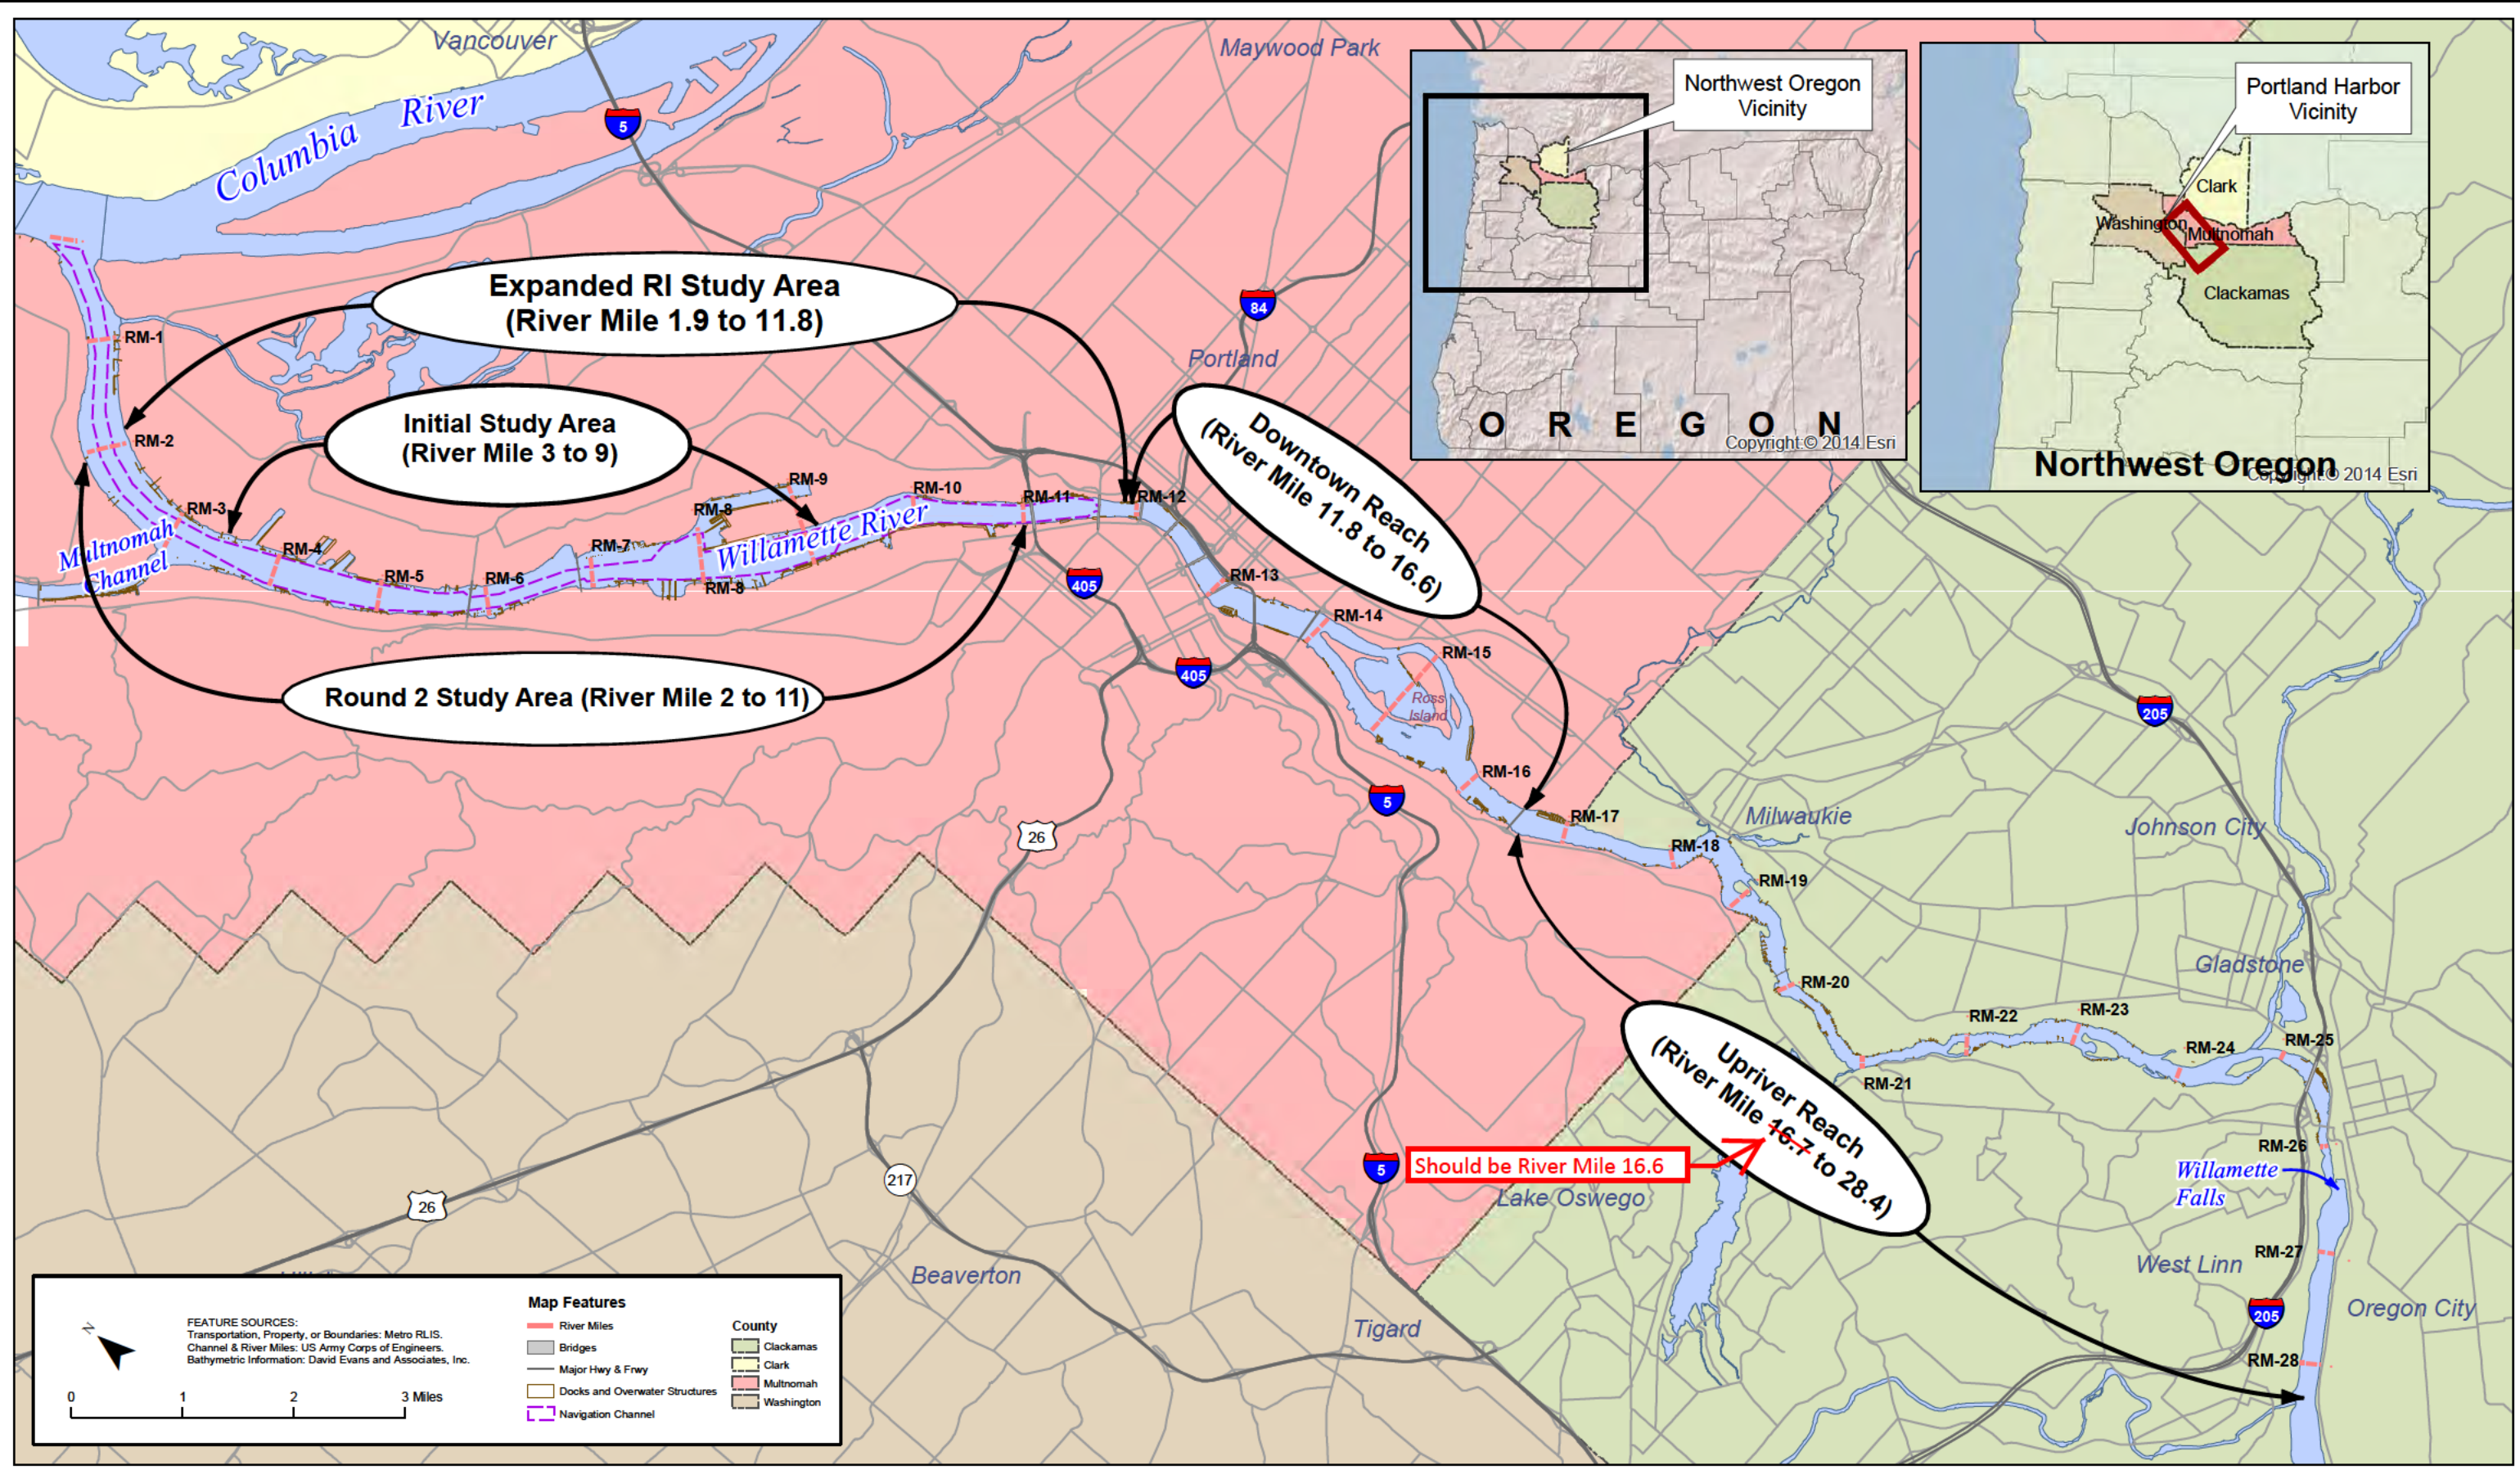 Vancouver
Maywood Park
Columbia River
5
Northwest Oregon
Vicinity
O R E G O N
Copyright:© 2014 Esri
Portland Harbor
Vicinity
Clark
Washington
Multnomah
Clackamas
Northwest Oregon
Copyright:© 2014 Esri
Expanded RI Study Area
(River Mile 1.9 to 11.8)
84
Portland
RM-1
Initial Study Area
(River Mile 3 to 9)
Downtown Reach
(River Mile 11.8 to 16.6)
RM-2
RM-3
RM-4
RM-5
RM-6
RM-7
RM-8
RM-8
RM-9
RM-10
RM-11
RM-12
Multnomah
Channel
Willamette River
405
RM-13
RM-14
RM-15
405
Ross
Island
Round 2 Study Area (River Mile 2 to 11)
205
RM-16
5
RM-17
Milwaukie
Johnson City
26
RM-18
RM-19
RM-20
Gladstone
RM-21
RM-22
RM-23
RM-24
RM-25
Upriver Reach
(River Mile 16.7 to 28.4)
Should be River Mile 16.6
5
217
26
Lake Oswego
RM-26
Willamette
Falls
RM-27
West Linn
Beaverton
Tigard
205
Oregon City
RM-28
N
FEATURE SOURCES:
Transportation, Property, or Boundaries: Metro RLIS.
Channel & River Miles: US Army Corps of Engineers.
Bathymetric Information: David Evans and Associates, Inc.
0 1 2 3 Miles
Map Features
River Miles
Bridges
Major Hwy & Frwy
Docks and Overwater Structures
Navigation Channel
County
Clackamas
Clark
Multnomah
Washington